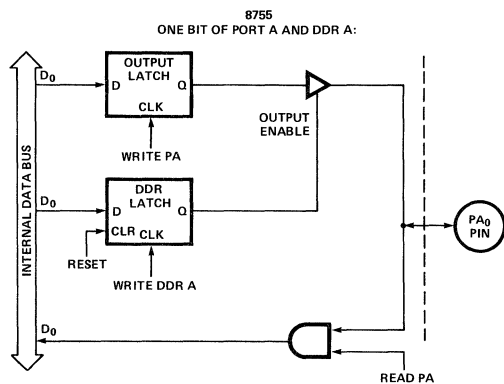 8755
ONE BIT OF PORT A AND DDR A:
D0
D
OUTPUT
LATCH
Q
CLK
OUTPUT
ENABLE
WRITE PA
INTERNAL DATA BUS
D0
D
DDR
LATCH
Q
CLR
CLK
RESET
WRITE DDR A
PA0
PIN
D0
READ PA